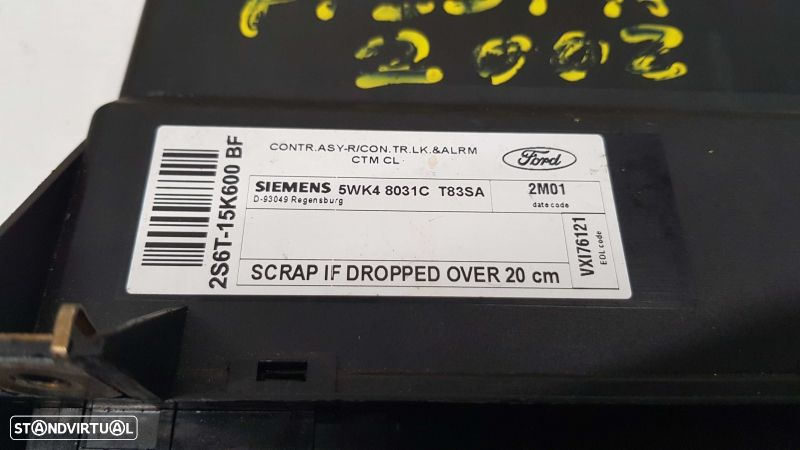 2002
CONTR.ASY-R/CON.TR.LK.&ALRM
CTM CL
Ford
SIEMENS 5WK4 8031C T83SA
D-93049 Regensburg
2M01
date code
2S6T-15K600 BF
VXI76121
EOL code
SCRAP IF DROPPED OVER 20 cm
STANDVIRTUAL
STANDVIRTUAL